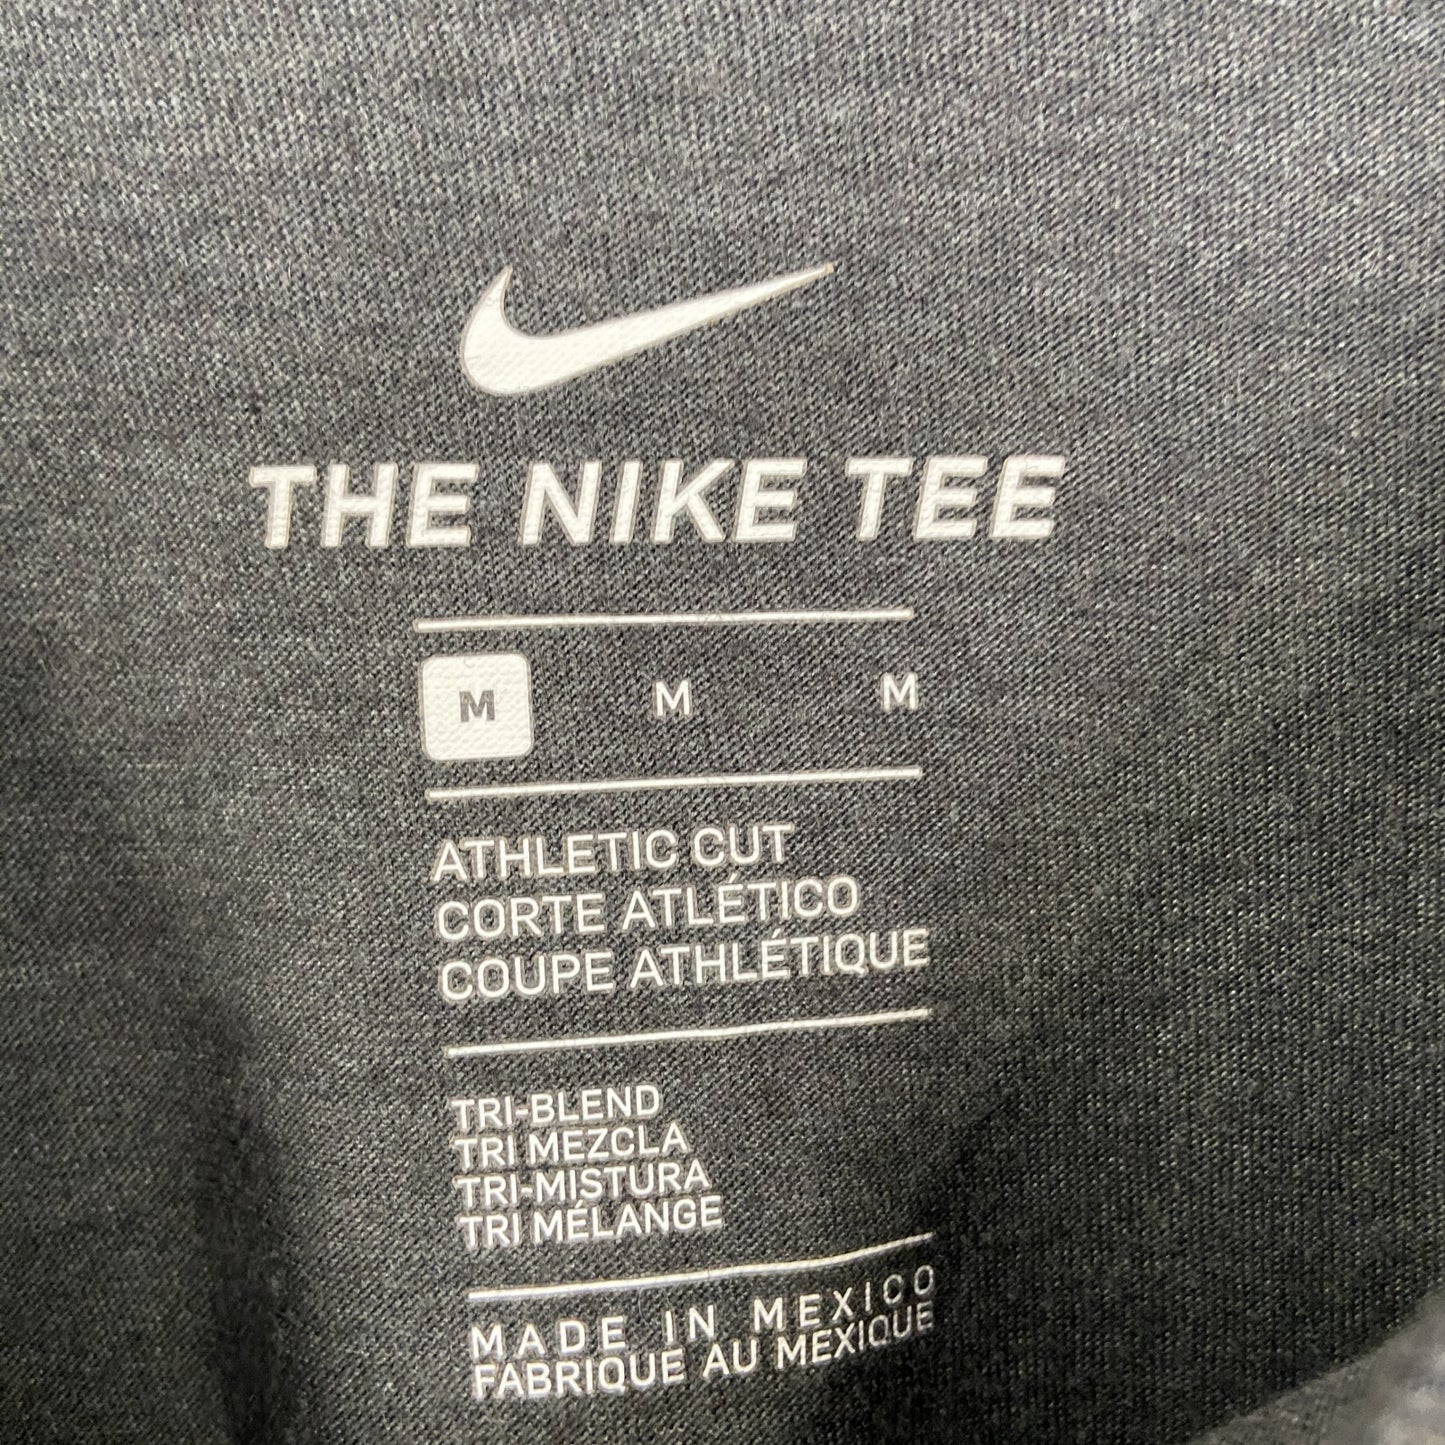 THE NIKE TEE
M M M
ATHLETIC CUT
CORTE ATLÉTICO
COUPE ATHLÉTIQUE
TRI-BLEND
TRI MEZCLA
TRI-MISTURA
TRI MÉLANGE
MADE IN MEXICO
FABRIQUE AU MEXIQUE